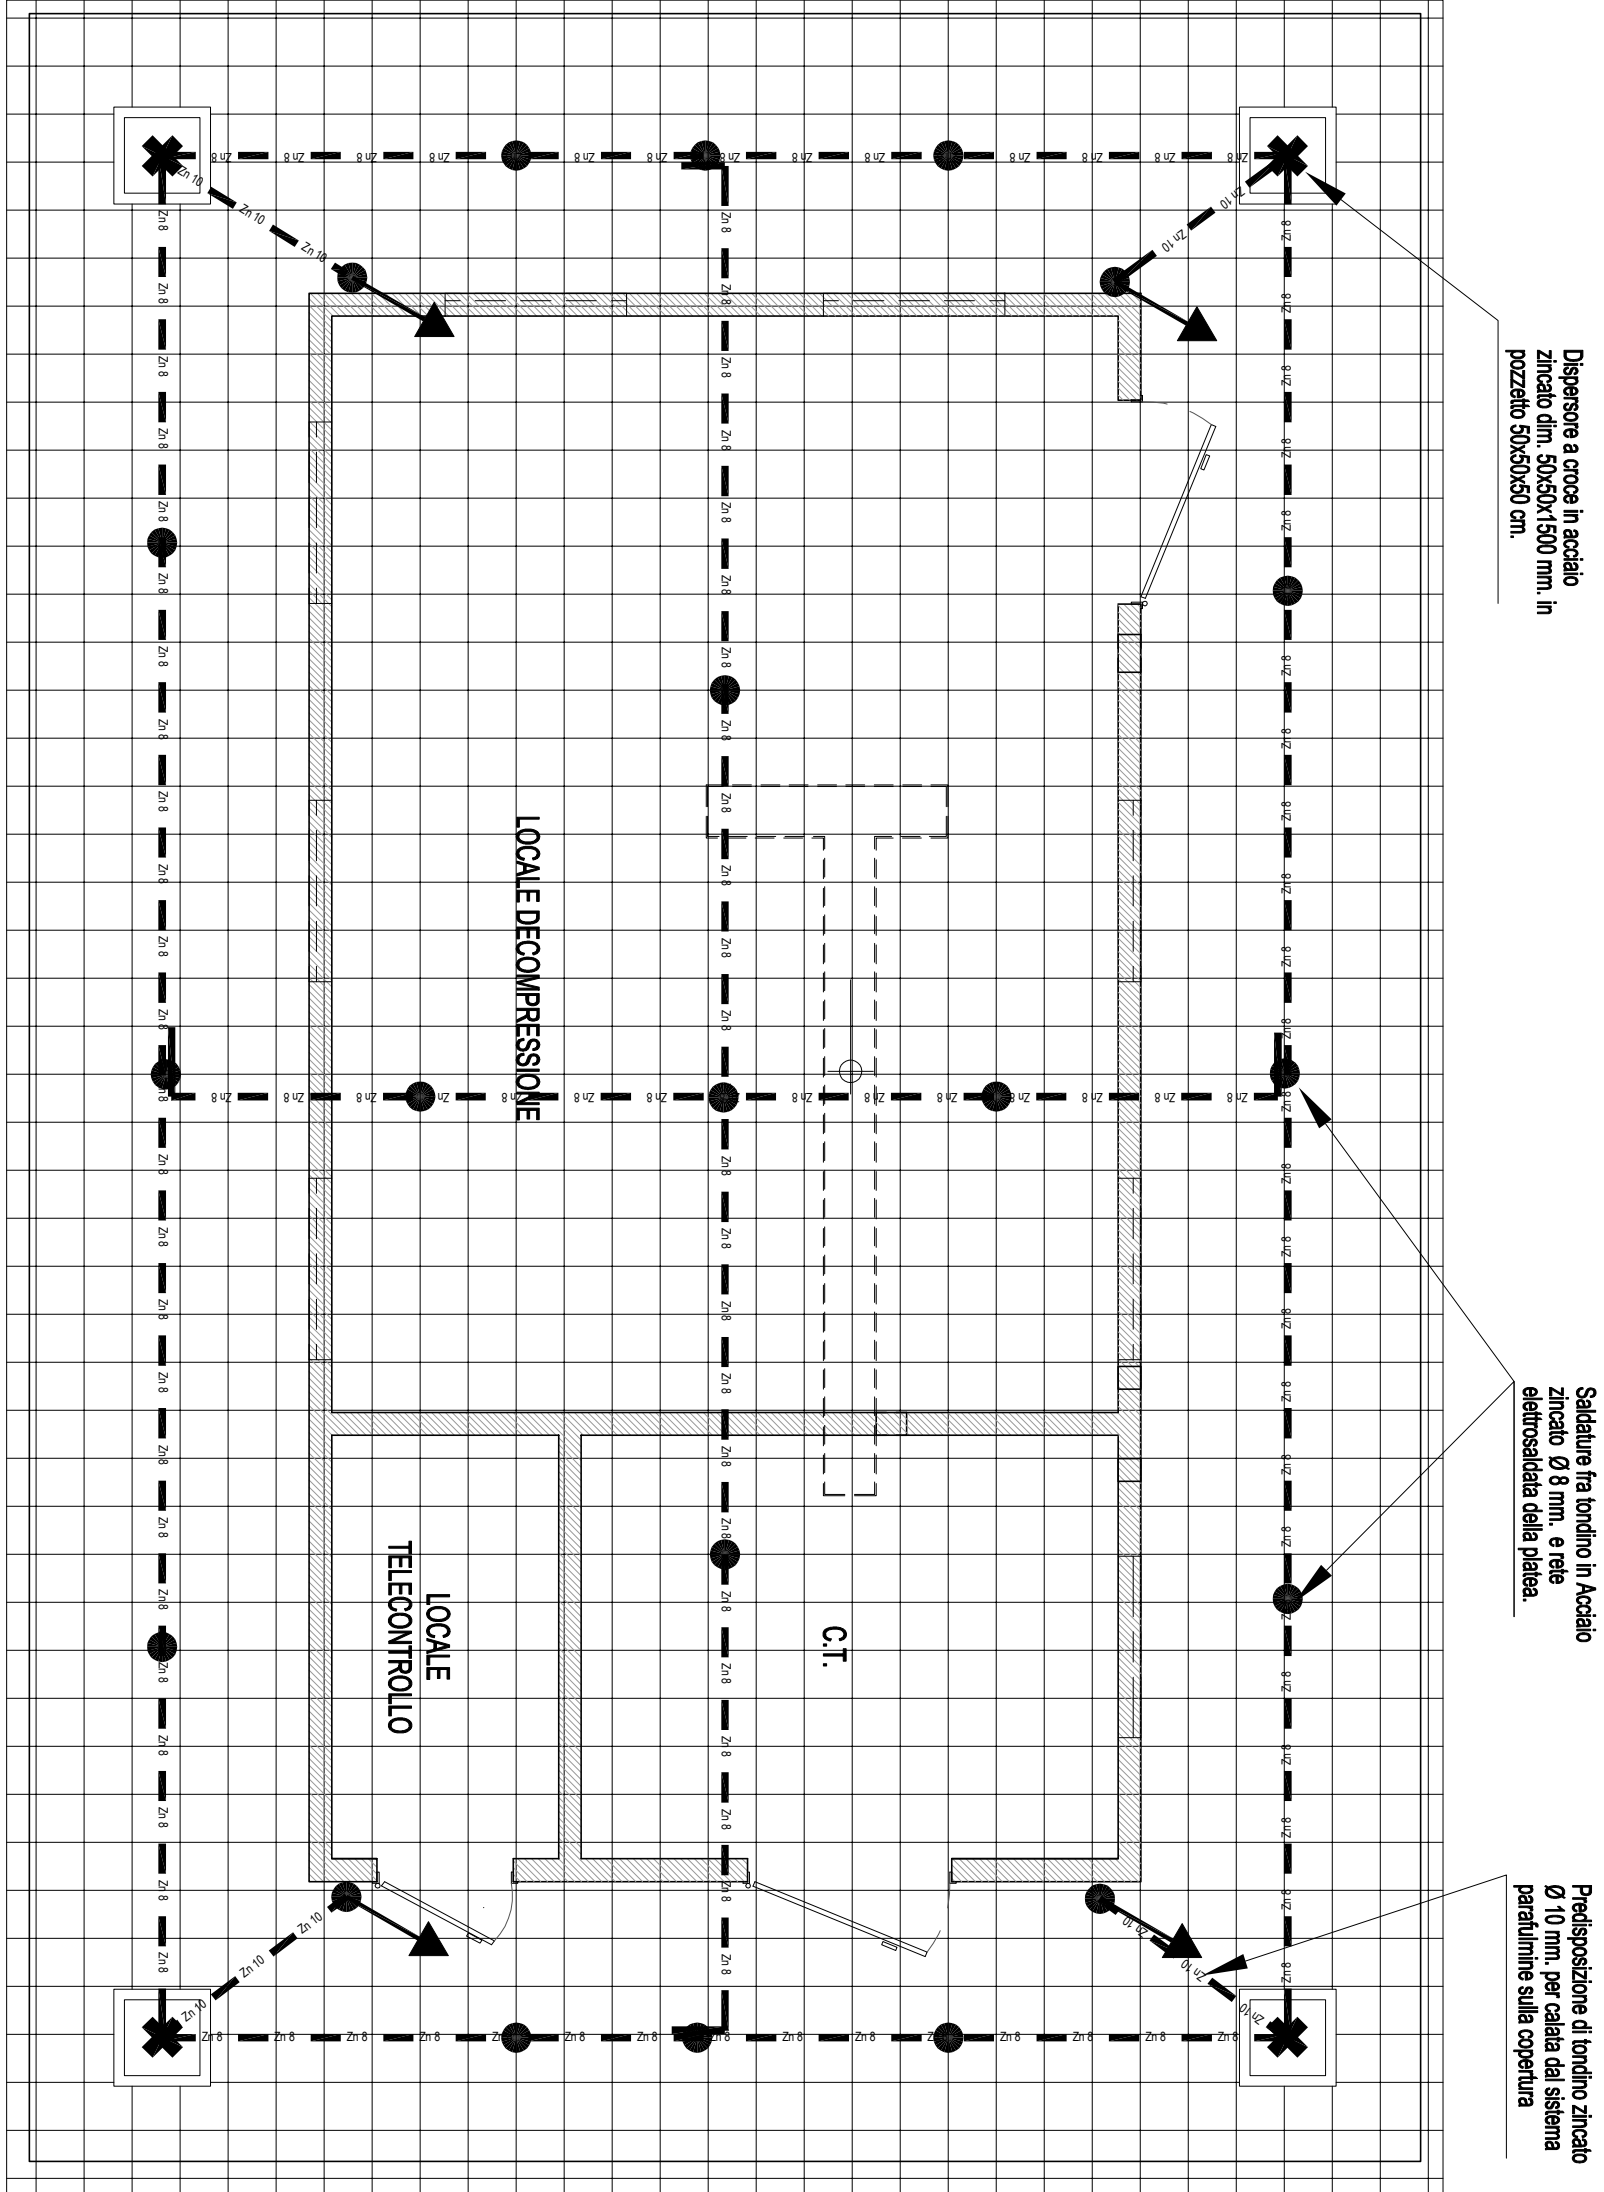 Dispersore a croce in acciaio
zincato dim. 50x50x1500 mm. in
pozzetto 50x50x50 cm.
Saldature fra tondino in Acciaio
zincato Ø 8 mm. e rete
elettrosaldata della platea.
Predisposizione di tondino zincato
Ø 10 mm. per calata dal sistema
parafulmine sulla copertura
LOCALE DECOMPRESSIONE
LOCALE
TELECONTROLLO
C.T.
Zn 8
Zn 10